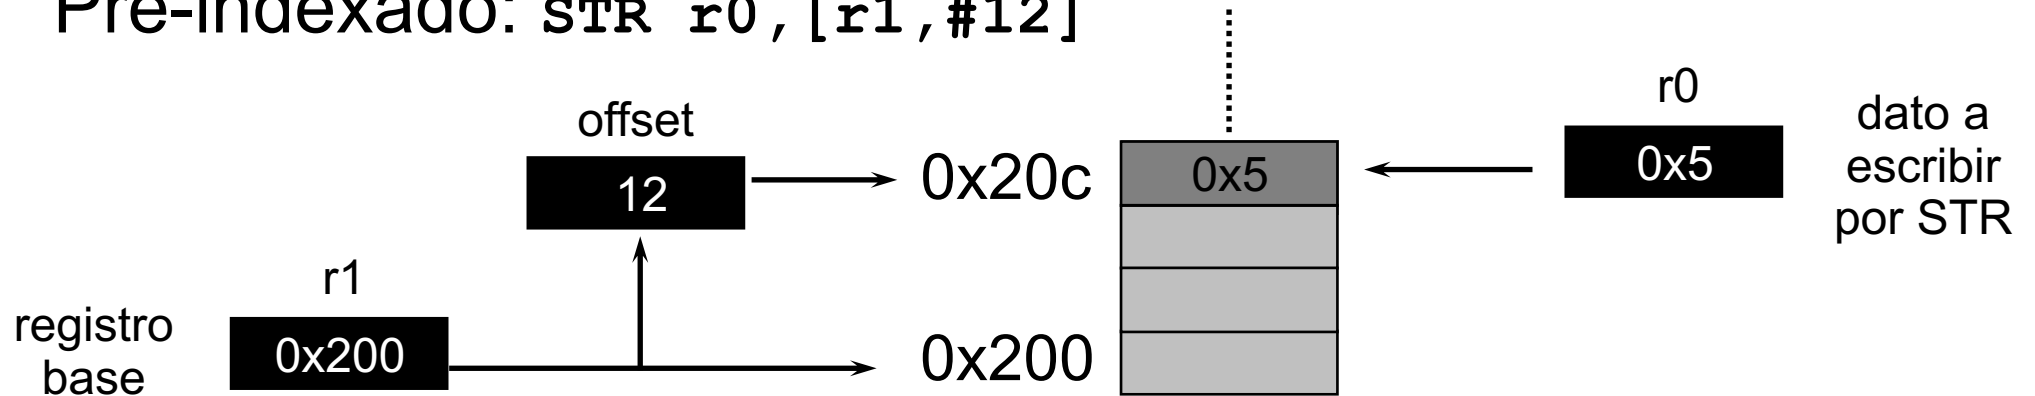 Pre-indexado: STR r0,[r1,#12]
offset
12
r1
registro
base
0x200
0x20c
0x200
0x5
r0
0x5
dato a
escribir
por STR